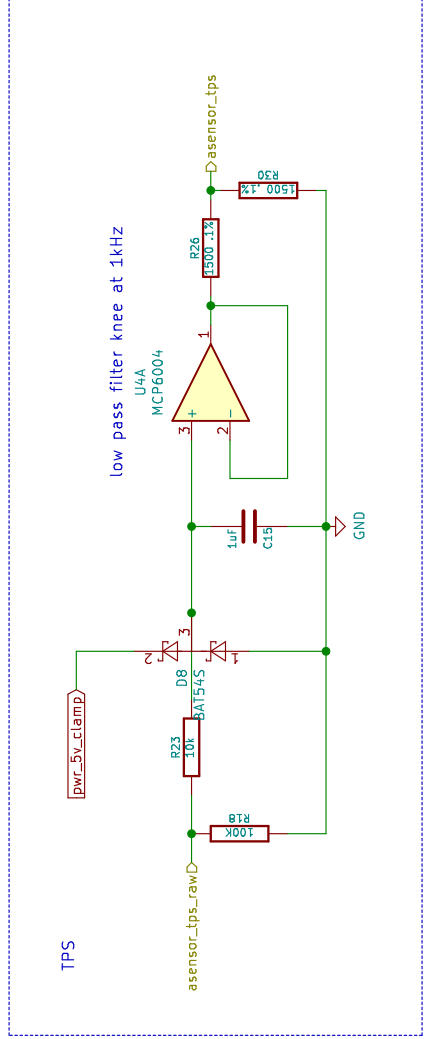 asensor_tps
R30
1500 .1%
R26
1500 .1%
low pass filter knee at 1kHz
1
U4A
MCP6004
+
-
3
2
1uF
C15
GND
3
2
1
D8
BAT54S
pwr_5v_clamp
R23
10k
R18
100K
asensor_tps_raw
TPS